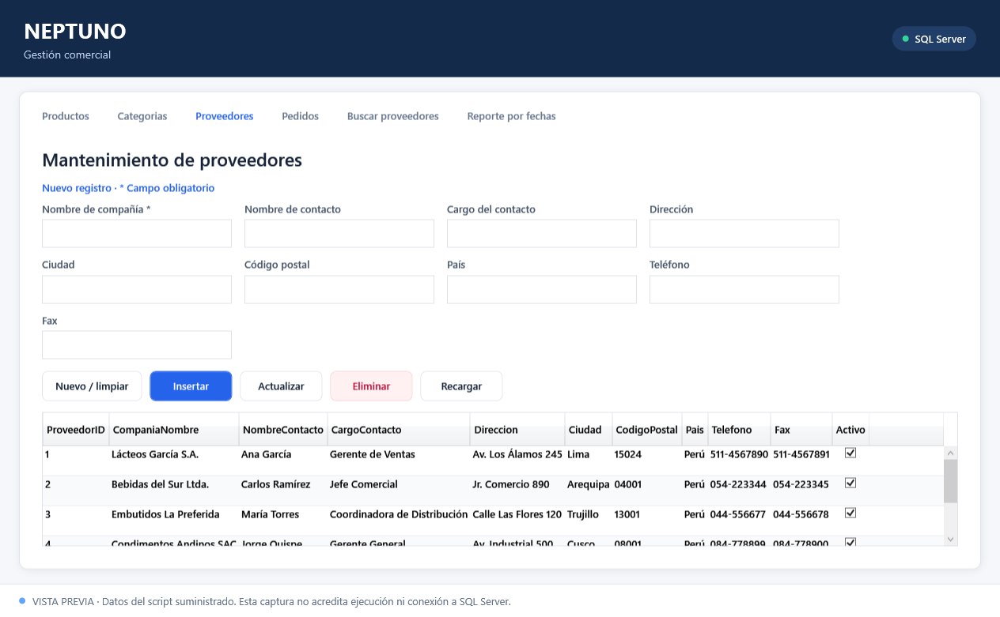 NEPTUNO
Gestión comercial
SQL Server
Productos Categorias Proveedores Pedidos Buscar proveedores Reporte por fechas
Mantenimiento de proveedores
Nuevo registro · * Campo obligatorio
Nombre de compañía * Nombre de contacto Cargo del contacto Dirección
Ciudad Código postal País Teléfono
Fax
Nuevo / limpiar Insertar Actualizar Eliminar Recargar
ProveedorID CompaniaNombre NombreContacto CargoContacto Direccion Ciudad CodigoPostal Pais Telefono Fax Activo
1 Lácteos García S.A. Ana García Gerente de Ventas Av. Los Álamos 245 Lima 15024 Perú 511-4567890 511-4567891
2 Bebidas del Sur Ltda. Carlos Ramírez Jefe Comercial Jr. Comercio 890 Arequipa 04001 Perú 054-223344 054-223345
3 Embutidos La Preferida María Torres Coordinadora de Distribución Calle Las Flores 120 Trujillo 13001 Perú 044-556677 044-556678
4 Condimentos Andinos SAC Jorge Quispe Gerente General Av. Industrial 500 Cusco 08001 Perú 084-778899 084-778900
VISTA PREVIA · Datos del script suministrado. Esta captura no acredita ejecución ni conexión a SQL Server.